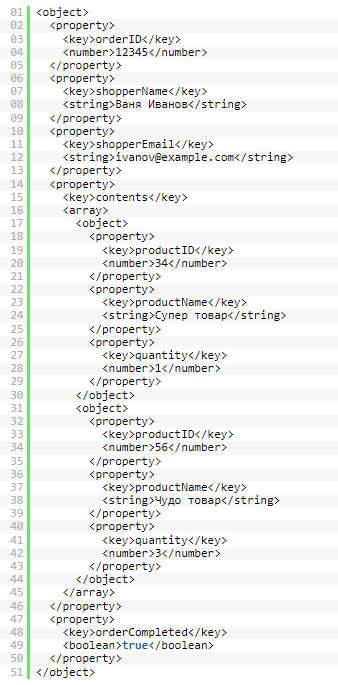 01 <object>
02   <property>
03     <key>orderID</key>
04     <number>12345</number>
05   </property>
06   <property>
07     <key>shopperName</key>
08     <string>Ваня Иванов</string>
09   </property>
10   <property>
11     <key>shopperEmail</key>
12     <string>ivanov@example.com</string>
13   </property>
14   <property>
15     <key>contents</key>
16     <array>
17       <object>
18         <property>
19           <key>productID</key>
20           <number>34</number>
21         </property>
22         <property>
23           <key>productName</key>
24           <string>Супер товар</string>
25         </property>
26         <property>
27           <key>quantity</key>
28           <number>1</number>
29         </property>
30       </object>
31       <object>
32         <property>
33           <key>productID</key>
34           <number>56</number>
35         </property>
36         <property>
37           <key>productName</key>
38           <string>Чудо товар</string>
39         </property>
40         <property>
41           <key>quantity</key>
42           <number>3</number>
43         </property>
44       </object>
45     </array>
46   </property>
47   <property>
48     <key>orderCompleted</key>
49     <boolean>true</boolean>
50   </property>
51 </object>